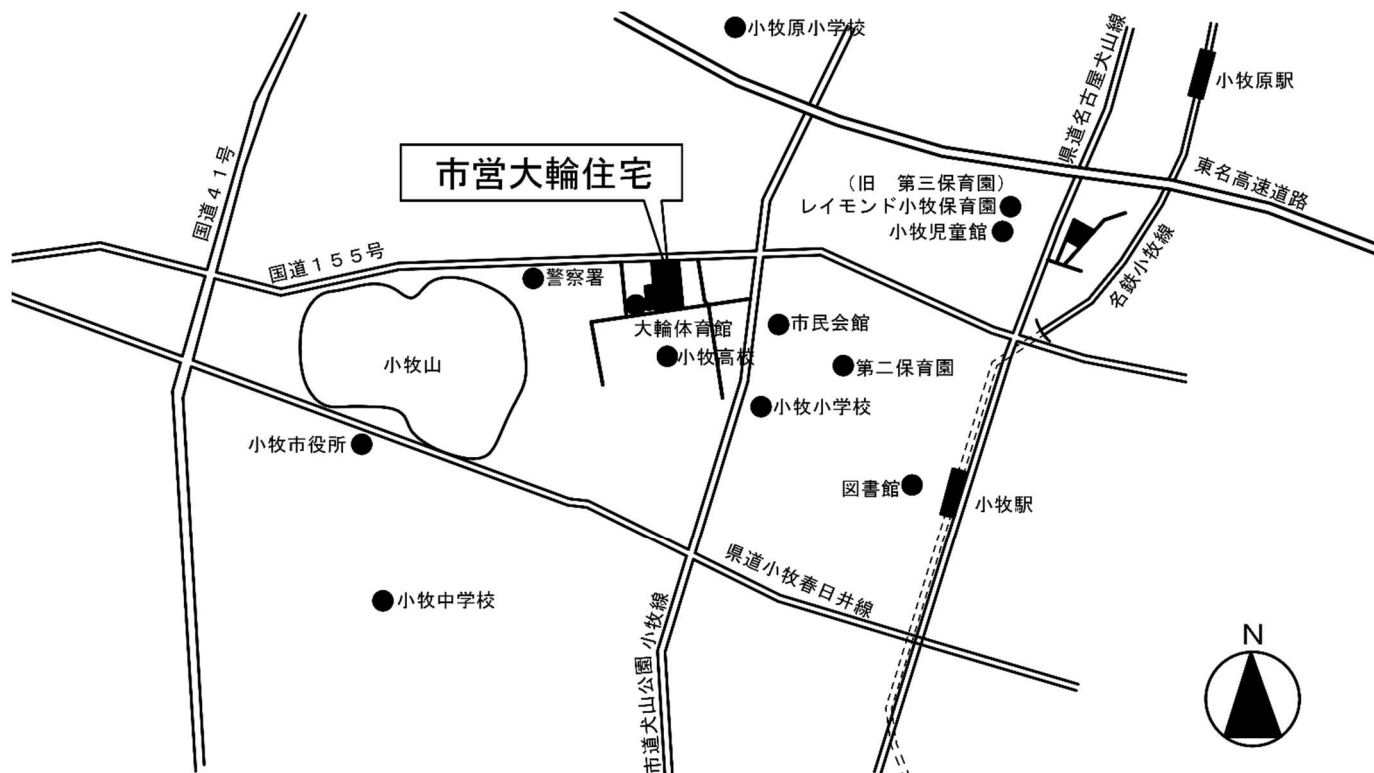 小牧原小学校
県道名古屋犬山線
小牧原駅
国道41号
市営大輪住宅
(旧 第三保育園)
レイモンド小牧保育園
小牧児童館
東名高速道路
名鉄小牧線
国道155号
警察署
大輪体育館
市民会館
小牧高校
第二保育園
小牧山
小牧小学校
小牧市役所
図書館
小牧駅
県道小牧春日井線
小牧中学校
市道犬山公園小牧線
N